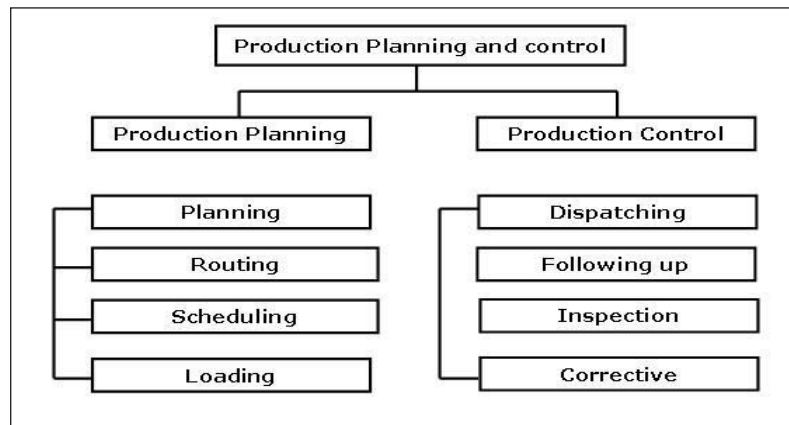 Production Planning and control
Production Planning
Production Control
Planning
Routing
Scheduling
Loading
Dispatching
Following up
Inspection
Corrective